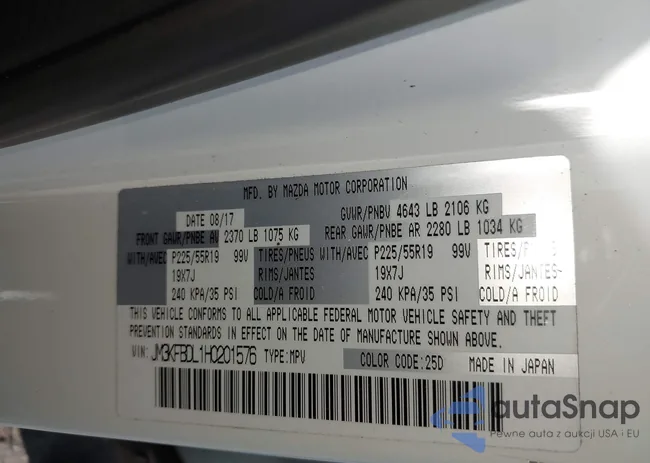 MFD. BY MAZDA MOTOR CORPORATION
DATE 08/17 GVWR/PNBV 4643 LB 2106 KG
FRONT GAWR/PNBE AV 2370 LB 1075 KG REAR GAWR/PNBE AR 2280 LB 1034 KG
WITH/AVEC P225/55R19 99V TIRES/PNEUS WITH/AVEC P225/55R19 99V TIRES/PNEUS
19X7J RIMS/JANTES 19X7J RIMS/JANTES
240 KPA/35 PSI COLD/A FROID 240 KPA/35 PSI COLD/A FROID
THIS VEHICLE CONFORMS TO ALL APPLICABLE FEDERAL MOTOR VEHICLE SAFETY AND THEFT
PREVENTION STANDARDS IN EFFECT ON THE DATE OF MANUFACTURE SHOWN ABOVE.
VIN: JM3KFBDL1H0201576 TYPE: MPV COLOR CODE: 25D MADE IN JAPAN
autaSnap
Pewne auta z aukcji USA i EU